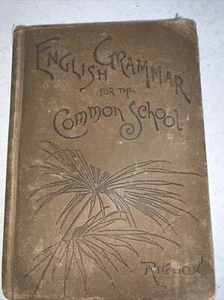 English Grammar
for the
Common School
Rigdon